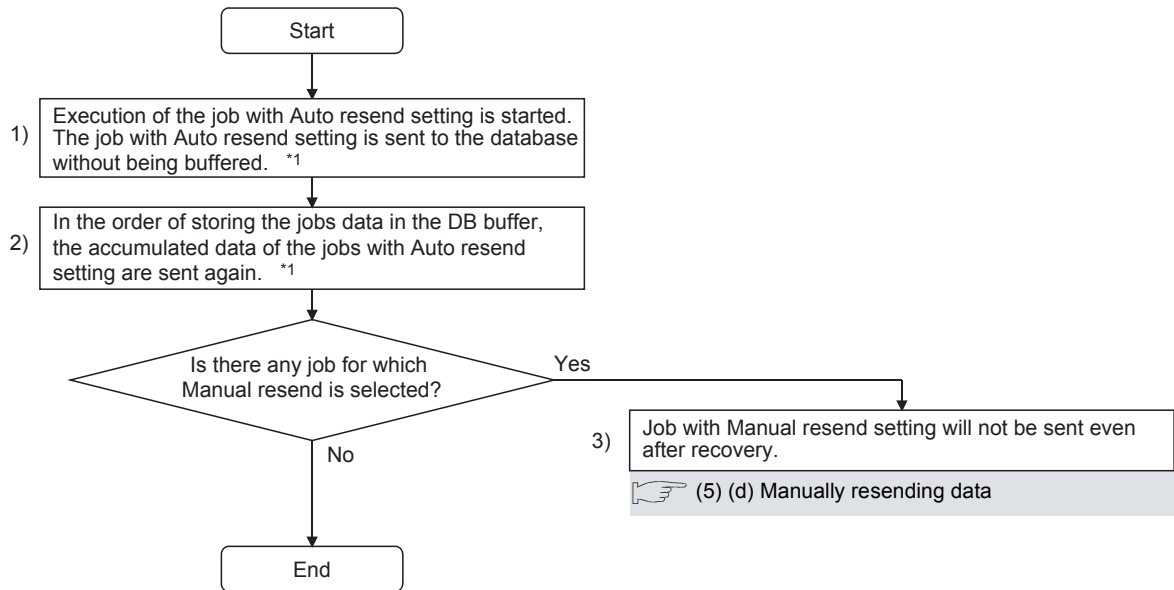 Start
1)
Execution of the job with Auto resend setting is started.
The job with Auto resend setting is sent to the database
without being buffered. *1
2)
In the order of storing the jobs data in the DB buffer,
the accumulated data of the jobs with Auto resend
setting are sent again. *1
Is there any job for which
Manual resend is selected?
Yes
No
3)
Job with Manual resend setting will not be sent even
after recovery.
(5) (d) Manually resending data
End